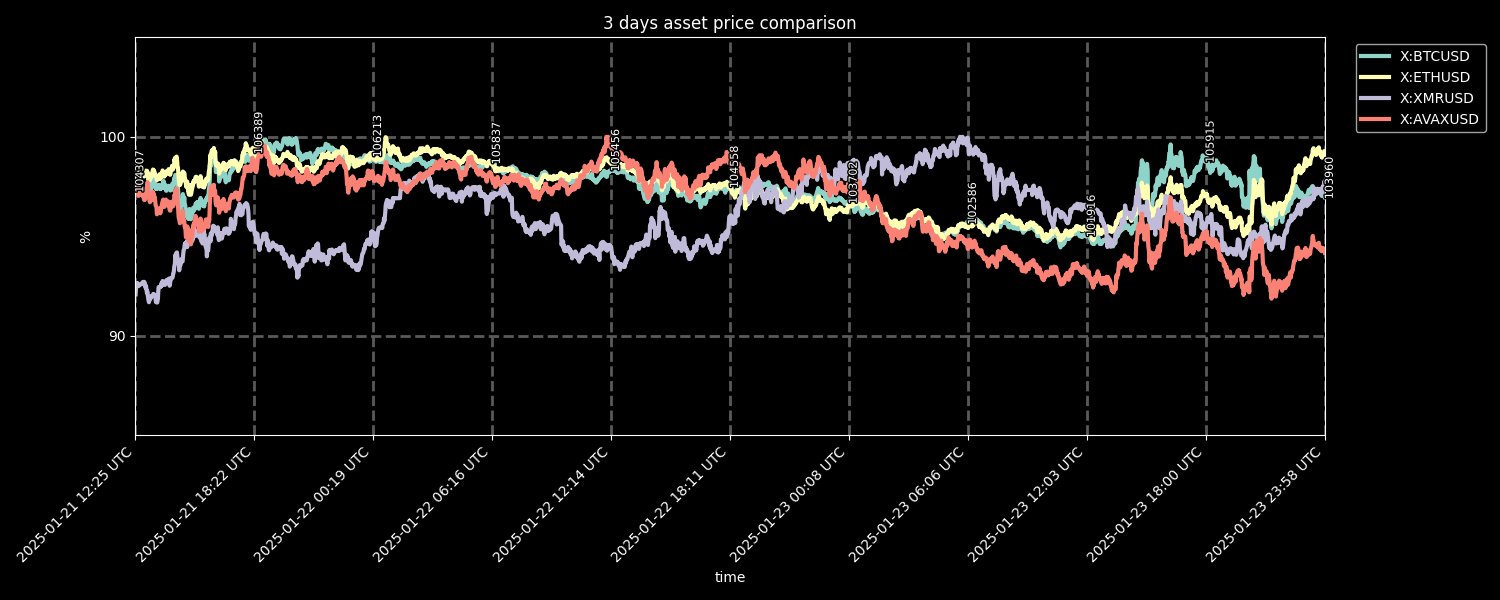 3 days asset price comparison
X:BTCUSD
X:ETHUSD
X:XMRUSD
X:AVAXUSD
100
90
%
104307
106389
106213
105837
105456
104558
103702
102586
101916
105915
103960
2025-01-21 12:25 UTC
2025-01-21 18:22 UTC
2025-01-22 00:19 UTC
2025-01-22 06:16 UTC
2025-01-22 12:14 UTC
2025-01-22 18:11 UTC
2025-01-23 00:08 UTC
2025-01-23 06:06 UTC
2025-01-23 12:03 UTC
2025-01-23 18:00 UTC
2025-01-23 23:58 UTC
time